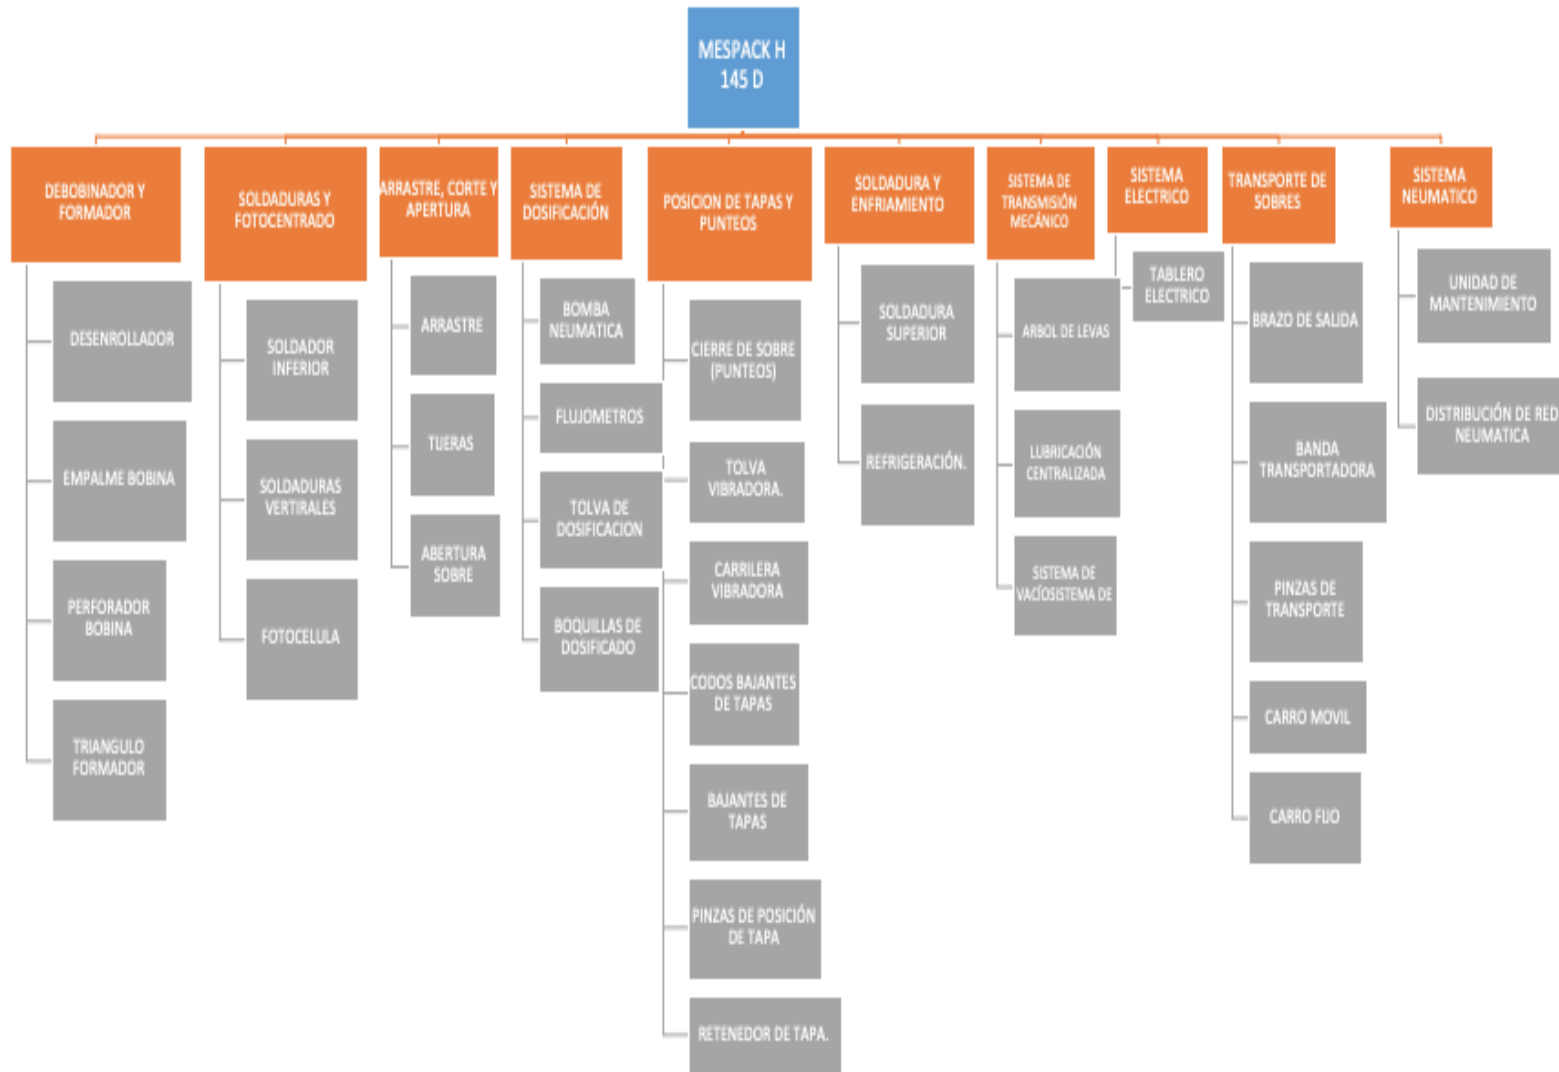 MESPACK H
145 D
DEBOBINADOR Y
FORMADOR
DESENROLLADOR
EMPALME BOBINA
PERFORADOR
BOBINA
TRIANGULO
FORMADOR
SOLDADURAS Y
FOTOCENTRADO
SOLDADOR
INFERIOR
SOLDADURAS
VERTIRALES
FOTOCELULA
ARRASTRE, CORTE Y
APERTURA
ARRASTRE
TIJERAS
ABERTURA
SOBRE
SISTEMA DE
DOSIFICACIÓN
BOMBA
NEUMATICA
FLUJOMETROS
TOLVA DE
DOSIFICACION
BOQUILLAS DE
DOSIFICADO
POSICION DE TAPAS Y
PUNTEOS
CIERRE DE SOBRE
(PUNTEOS)
TOLVA
VIBRADORA.
CARRILERA
VIBRADORA
CODOS BAJANTES
DE TAPAS
BAJANTES DE
TAPAS
PINZAS DE POSICIÓN
DE TAPA
RETENEDOR DE TAPA.
SOLDADURA Y
ENFRIAMIENTO
SOLDADURA
SUPERIOR
REFRIGERACIÓN.
SISTEMA DE
TRANSMISIÓN
MECÁNICO
ARBOL DE LEVAS
LUBRICACIÓN
CENTRALIZADA
SISTEMA DE
VACÍOSISTEMA DE
SISTEMA
ELECTRICO
TABLERO
ELECTRICO
TRANSPORTE DE
SOBRES
BRAZO DE SALIDA
BANDA
TRANSPORTADORA
PINZAS DE
TRANSPORTE
CARRO MOVIL
CARRO FIJO
SISTEMA
NEUMATICO
UNIDAD DE
MANTENIMIENTO
DISTRIBUCIÓN DE RED
NEUMATICA